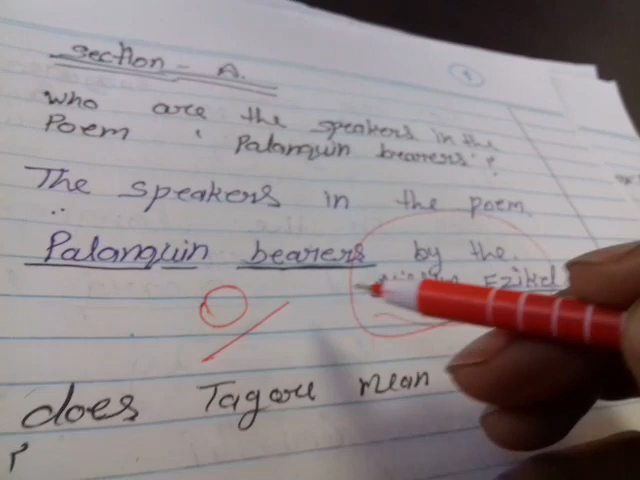 Section - A.
who are the speakers in the
Poem ' Palanquin bearers'?
The speakers in the poem
" Palanquin bearers by the
Ezikel
does Tagore mean
?